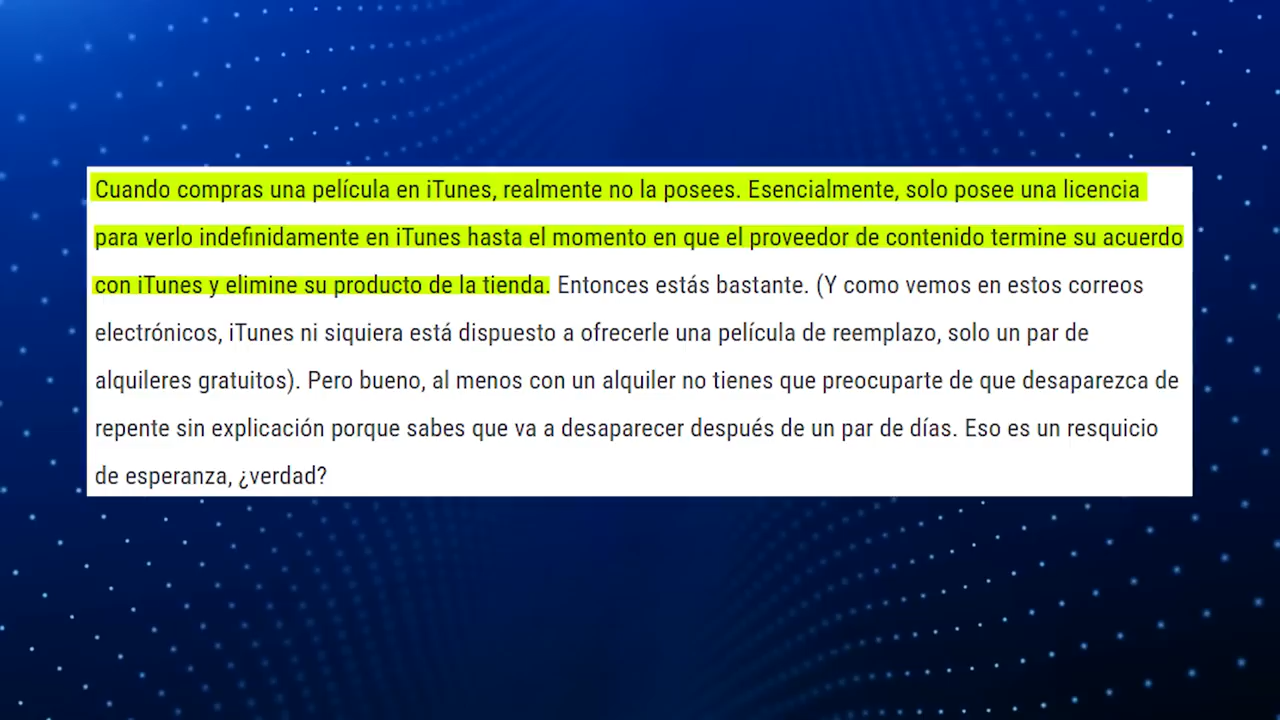 Cuando compras una película en iTunes, realmente no la posees. Esencialmente, solo posee una licencia
para verlo indefinidamente en iTunes hasta el momento en que el proveedor de contenido termine su acuerdo
con iTunes y elimine su producto de la tienda. Entonces estás bastante. (Y como vemos en estos correos
electrónicos, iTunes ni siquiera está dispuesto a ofrecerle una película de reemplazo, solo un par de
alquileres gratuitos). Pero bueno, al menos con un alquiler no tienes que preocuparte de que desaparezca de
repente sin explicación porque sabes que va a desaparecer después de un par de días. Eso es un resquicio
de esperanza, ¿verdad?